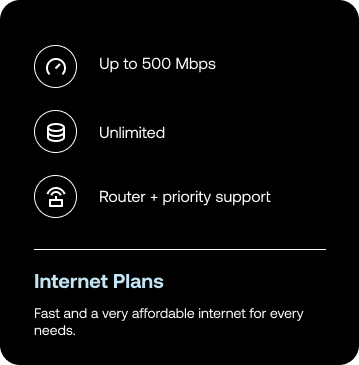 Up to 500 Mbps
Unlimited
Router + priority support
Internet Plans
Fast and a very affordable internet for every
needs.